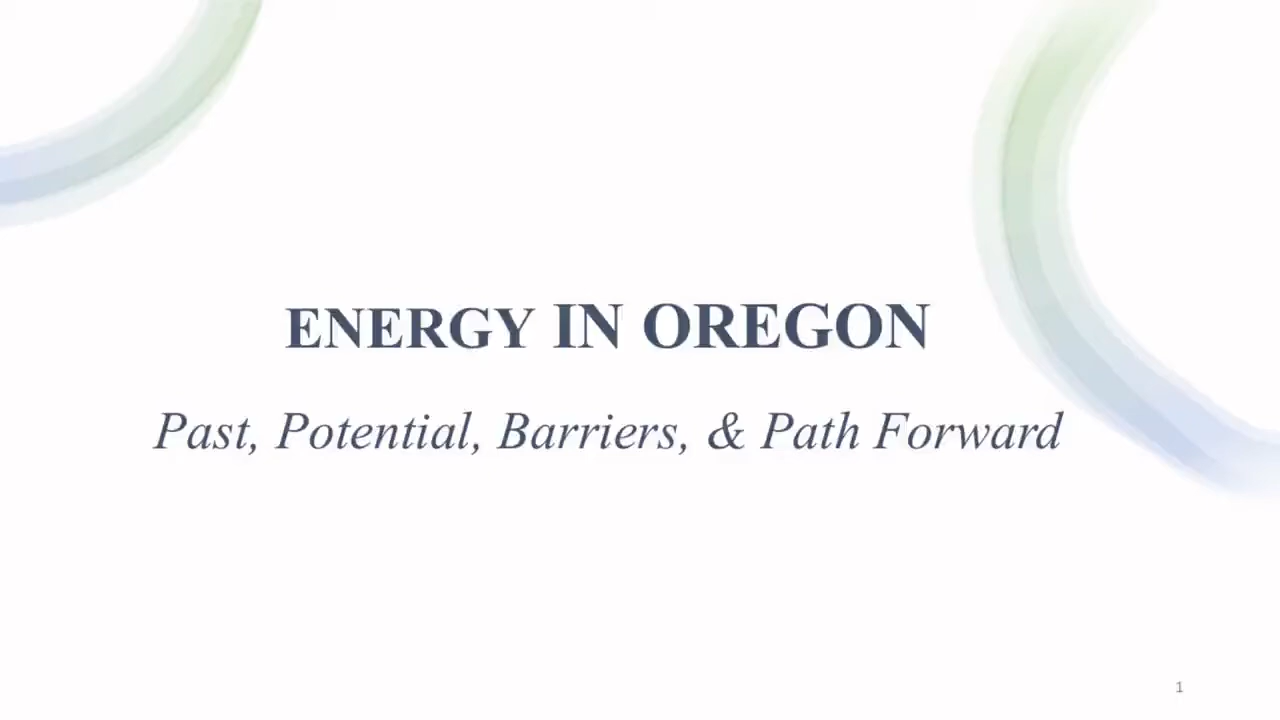 ENERGY IN OREGON
Past, Potential, Barriers, & Path Forward
1